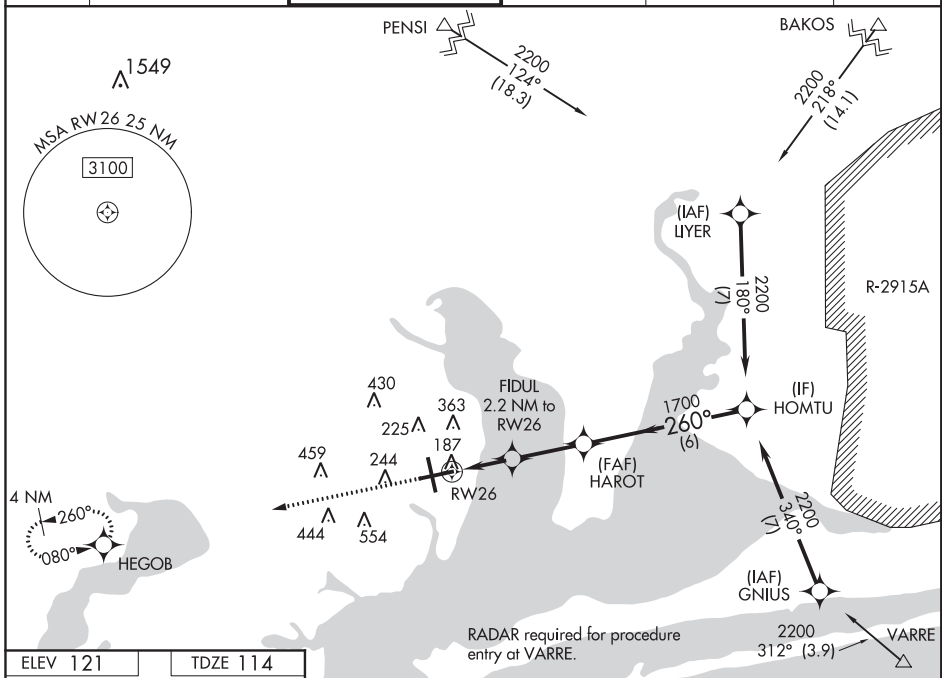 PENSI
BAKOS
2200
124°
(18.3)
2200
218°
(14.1)
1549
MSA RW26 25 NM
3100
(IAF)
LIYER
2200
180°
(7)
R-2915A
430
363
225
187
459
244
444
554
FIDUL
2.2 NM to
RW26
1700
260°
(6)
(IF)
HOMTU
(FAF)
HAROT
RW26
4 NM
260°
080°
HEGOB
2200
340°
(7)
(IAF)
GNIUS
RADAR required for procedure
entry at VARRE.
2200
312° (3.9)
VARRE
ELEV 121
TDZE 114